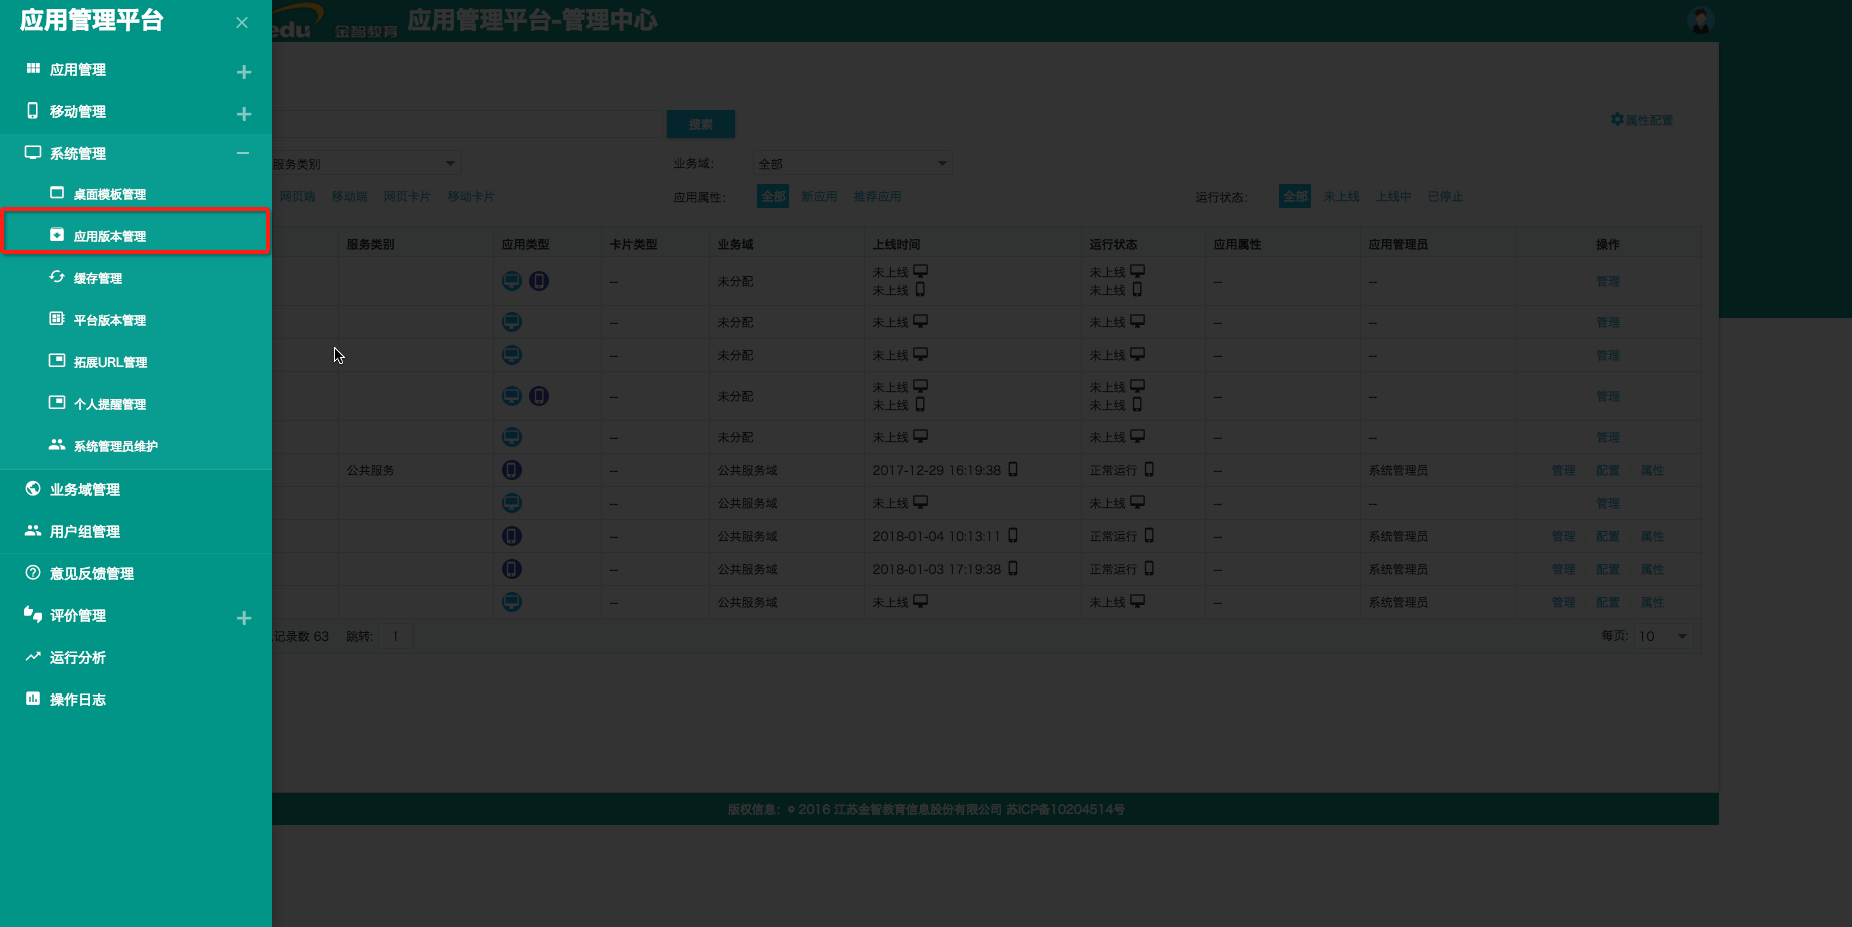 应用管理平台
应用管理
移动管理
系统管理
桌面模板管理
应用版本管理
缓存管理
平台版本管理
拓展URL管理
个人提醒管理
系统管理员维护
业务域管理
用户组管理
意见反馈管理
评价管理
运行分析
操作日志
edu 金智教育 应用管理平台-管理中心
搜索 属性配置
服务类别 业务域: 全部
网页端 移动端 网页卡片 移动卡片 应用属性: 全部 新应用 推荐应用 运行状态: 全部 未上线 上线中 已停止
服务类别 应用类型 卡片类型 业务域 上线时间 运行状态 应用属性 应用管理员 操作
-- 未分配 未上线 未上线 -- -- 管理
未上线 未上线
-- 未分配 未上线 未上线 -- -- 管理
-- 未分配 未上线 未上线 -- -- 管理
-- 未分配 未上线 未上线 -- -- 管理
未上线 未上线
-- 未分配 未上线 未上线 -- -- 管理
公共服务 -- 公共服务域 2017-12-29 16:19:38 正常运行 -- 系统管理员 管理 配置 属性
-- 公共服务域 未上线 未上线 -- -- 管理
-- 公共服务域 2018-01-04 10:13:11 正常运行 -- 系统管理员 管理 配置 属性
-- 公共服务域 2018-01-03 17:19:38 正常运行 -- 系统管理员 管理 配置 属性
-- 公共服务域 未上线 未上线 -- 系统管理员 管理 配置 属性
记录数 63 跳转: 1 每页: 10
版权信息: © 2016 江苏金智教育信息股份有限公司 苏ICP备10204514号